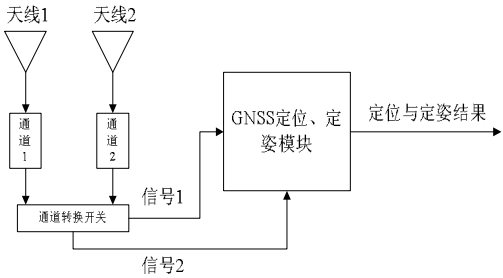 天线1
天线2
通道1
通道2
GNSS定位、定
姿模块
定位与定姿结果
信号1
通道转换开关
信号2